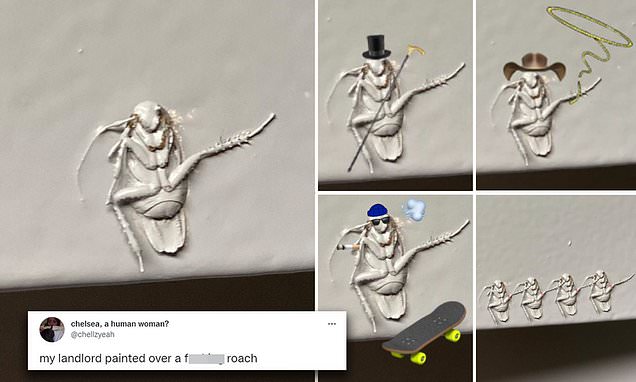 chelsea, a human woman?
@chellzyeah
my landlord painted over a f roach